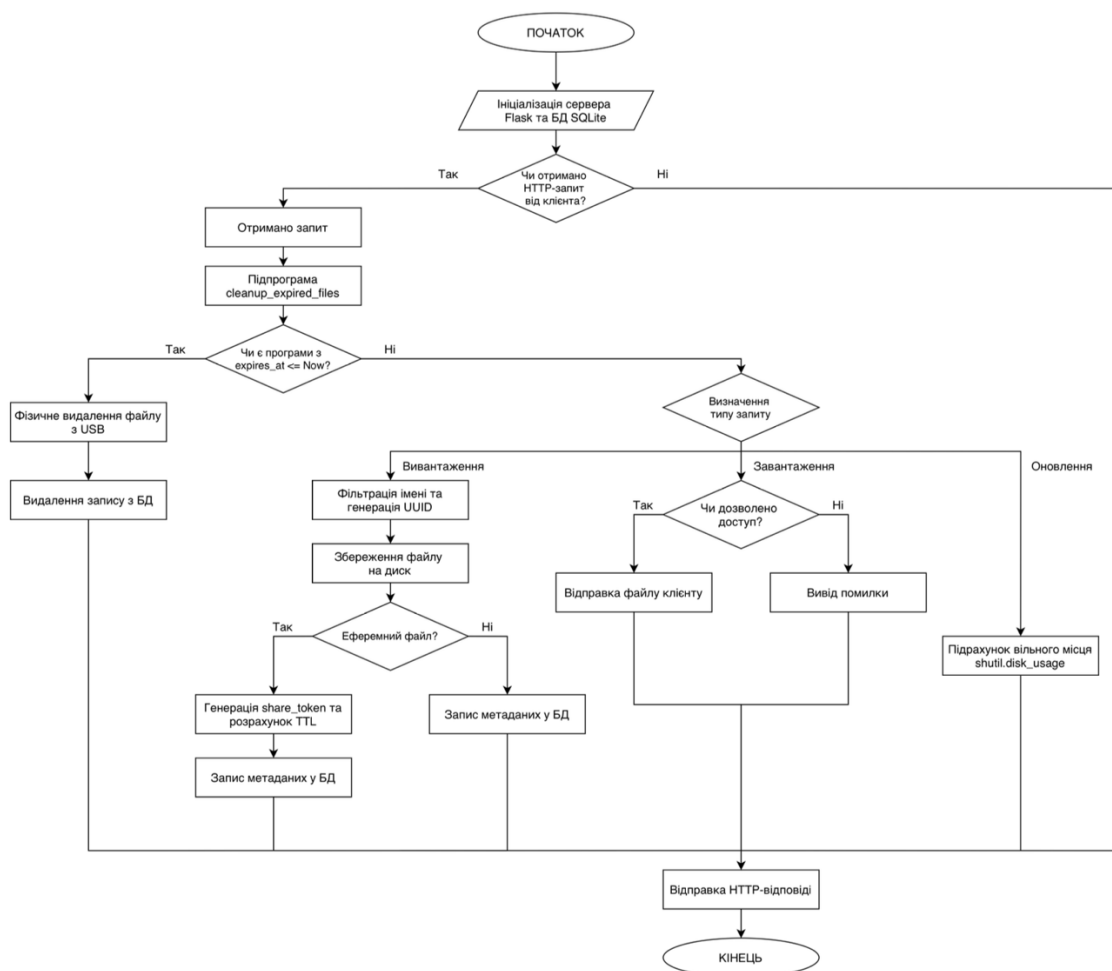 ПОЧАТОК
Ініціалізація сервера
Flask та БД SQLite
Так
Чи отримано
HTTP-запит
від клієнта?
Ні
Отримано запит
Підпрограма
cleanup_expired_files
Так
Чи є програми з
expires_at <= Now?
Ні
Фізичне видалення файлу
з USB
Визначення
типу запиту
Видалення запису з БД
Вивантаження
Завантаження
Оновлення
Фільтрація імені та
генерація UUID
Так
Чи дозволено
доступ?
Ні
Збереження файлу
на диск
Відправка файлу клієнту
Вивід помилки
Так
Еферемний файл?
Ні
Підрахунок вільного місця
shutil.disk_usage
Генерація share_token та
розрахунок TTL
Запис метаданих у БД
Запис метаданих у БД
Відправка HTTP-відповіді
КІНЕЦЬ